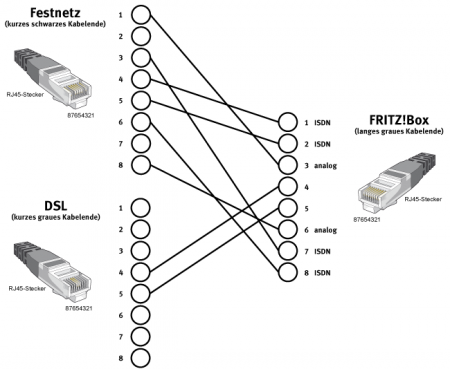 Festnetz
(kurzes schwarzes Kabelende)
RJ45-Stecker
87654321
1
2
3
4
5
6
7
8
DSL
(kurzes graues Kabelende)
RJ45-Stecker
87654321
1
2
3
4
5
6
7
8
1 ISDN
2 ISDN
3 analog
4
5
6 analog
7 ISDN
8 ISDN
FRITZ!Box
(langes graues Kabelende)
RJ45-Stecker
87654321